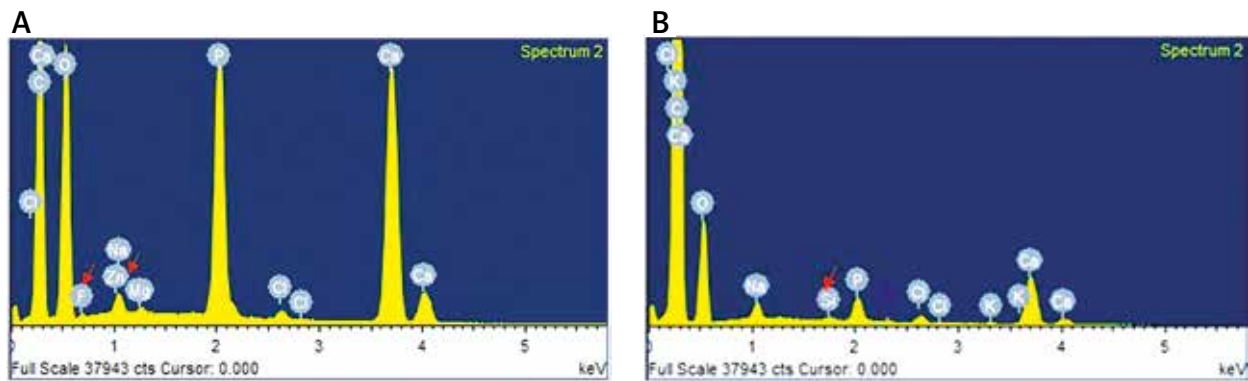 A
Spectrum 2
Ca
C
O
Cl
P
Ca
Na
Zn
F
Mg
Cl
Cl
Ca
0 1 2 3 4 5
Full Scale 37943 cts Cursor: 0.000 keV
B
Spectrum 2
Cl
K
C
Ca
O
Na
Si
P
Cl
Cl
K
K
Ca
Ca
0 1 2 3 4 5
Full Scale 37943 cts Cursor: 0.000 keV